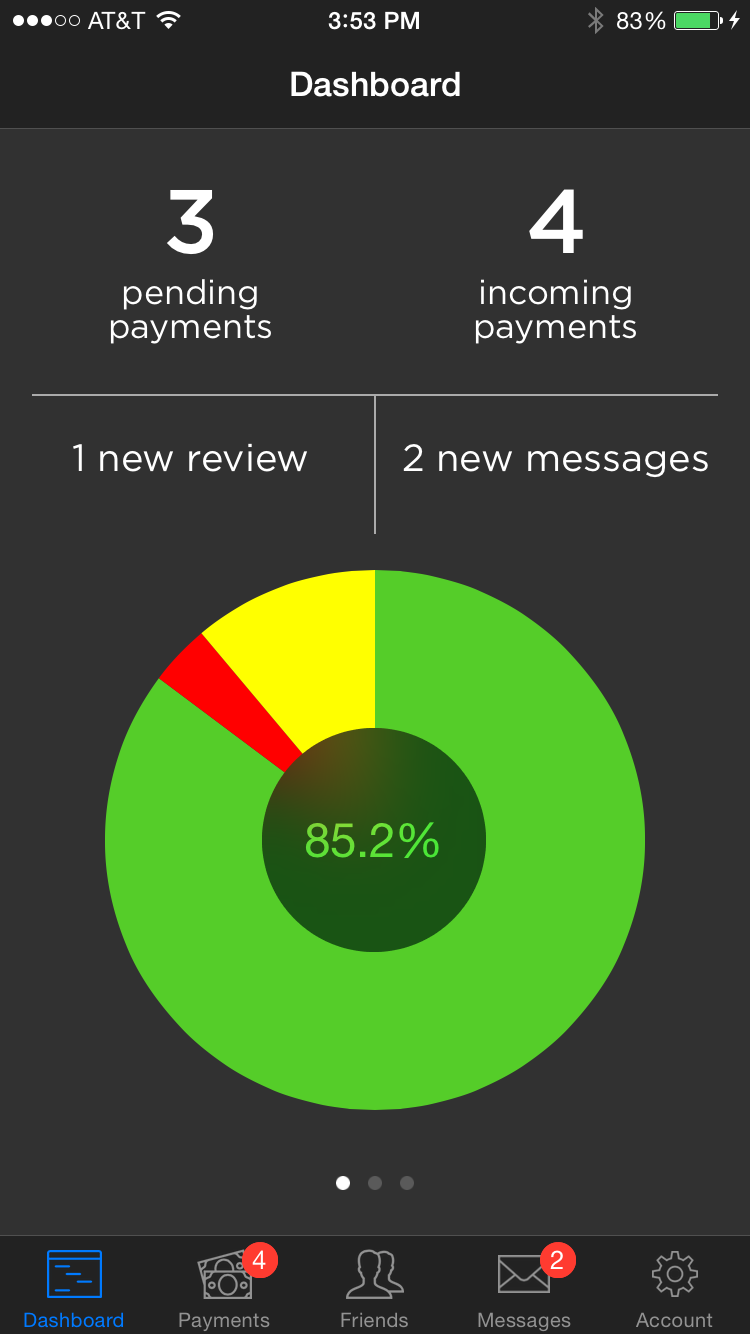 AT&T 3:53 PM 83%
Dashboard
3 4
pending incoming
payments payments
1 new review 2 new messages
85.2%
4 2
Dashboard Payments Friends Messages Account